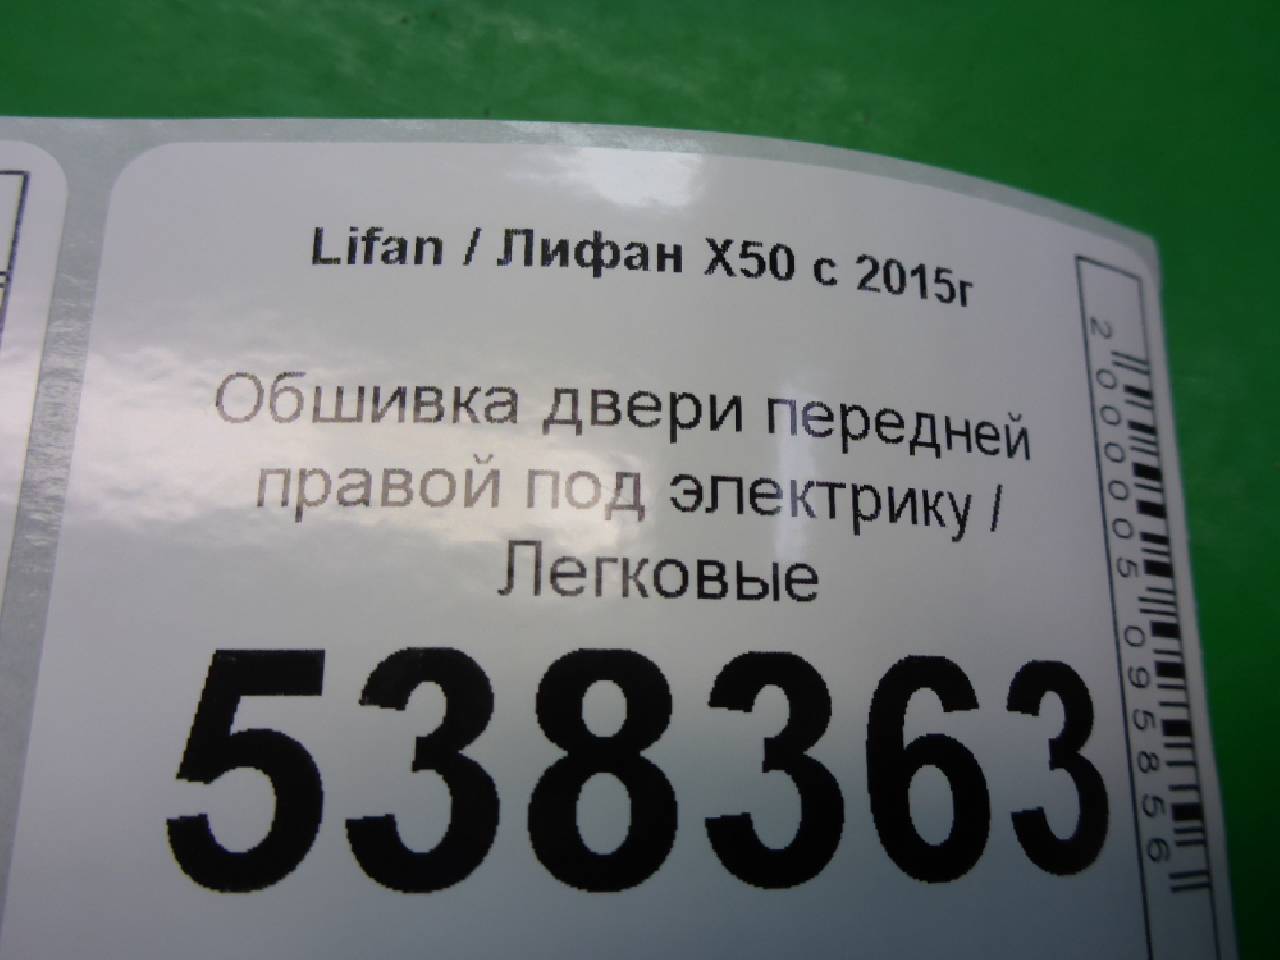 Lifan / Лифан X50 с 2015г
Обшивка двери передней
правой под электрику /
Легковые
538363
2000005095856